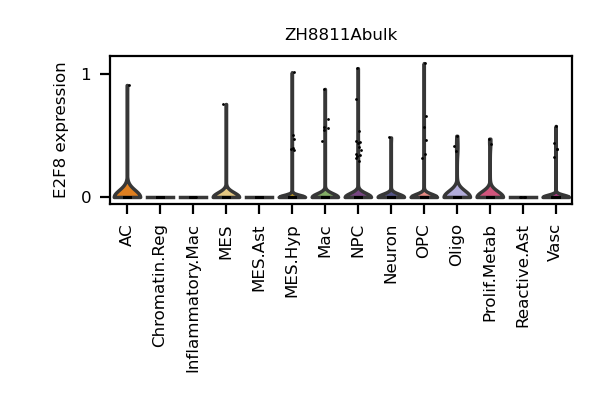 ZH8811Abulk
E2F8 expression
1
0
AC
Chromatin.Reg
Inflammatory.Mac
MES
MES.Ast
MES.Hyp
Mac
NPC
Neuron
OPC
Oligo
Prolif.Metab
Reactive.Ast
Vasc